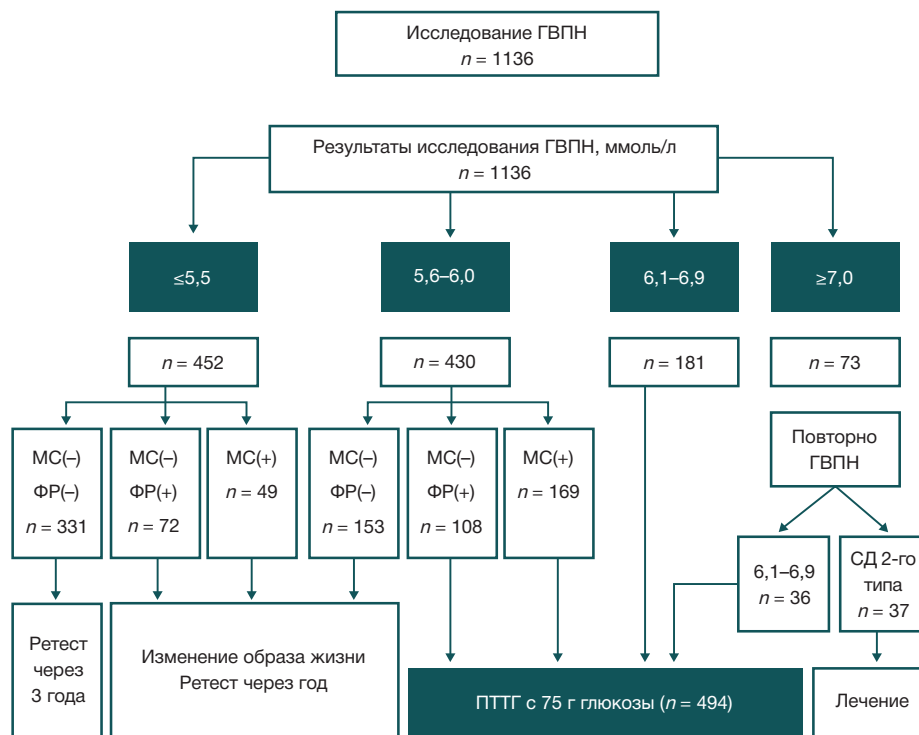 Исследование ГВПН
n = 1136
Результаты исследования ГВПН, ммоль/л
n = 1136
≤5,5
5,6–6,0
6,1–6,9
≥7,0
n = 452
n = 430
n = 181
n = 73
МС(–)
ФР(–)
n = 331
МС(–)
ФР(+)
n = 72
МС(+)
n = 49
МС(–)
ФР(–)
n = 153
МС(–)
ФР(+)
n = 108
МС(+)
n = 169
Повторно
ГВПН
6,1–6,9
n = 36
СД 2-го
типа
n = 37
Ретест
через
3 года
Изменение образа жизни
Ретест через год
ПТТГ с 75 г глюкозы (n = 494)
Лечение